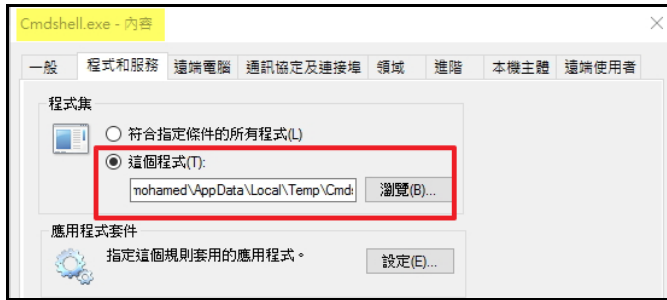 Cmdshell.exe - 內容
一般 程式和服務 遠端電腦 通訊協定及連接埠 領域 進階 本機主體 遠端使用者
程式集
符合指定條件的所有程式(L)
這個程式(T):
mohamed\AppData\Local\Temp\Cmd 瀏覽(B)...
應用程式套件
指定這個規則套用的應用程式。 設定(E)...